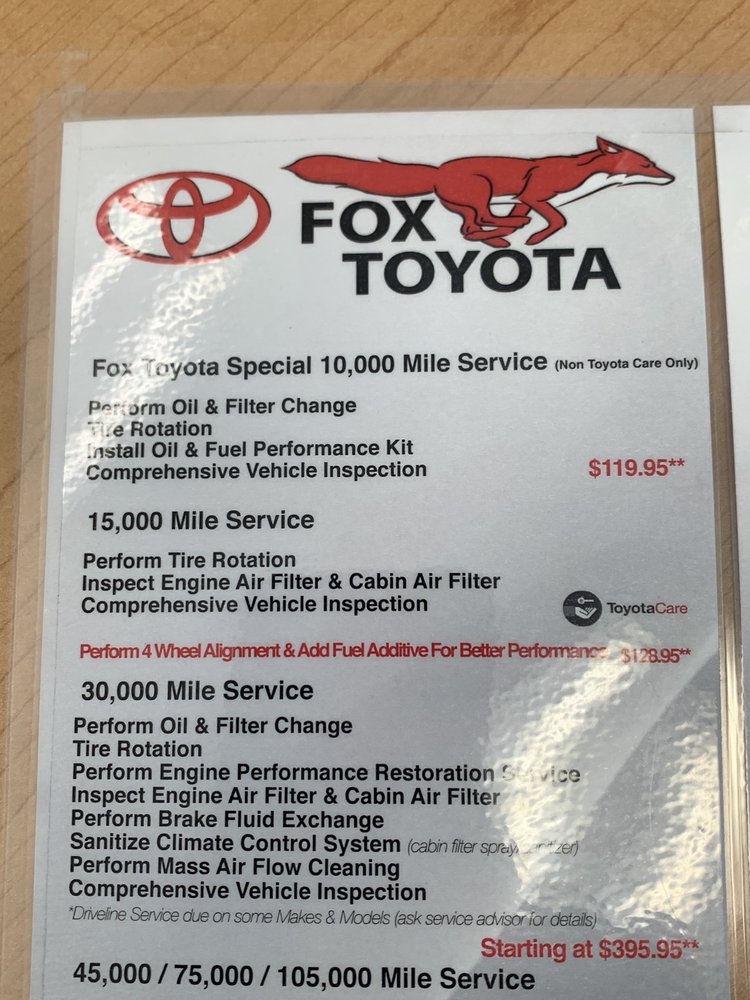 FOX
TOYOTA
Fox Toyota Special 10,000 Mile Service (Non Toyota Care Only)
Perform Oil & Filter Change
Tire Rotation
Install Oil & Fuel Performance Kit
Comprehensive Vehicle Inspection $119.95**
15,000 Mile Service
Perform Tire Rotation
Inspect Engine Air Filter & Cabin Air Filter
Comprehensive Vehicle Inspection ToyotaCare
Perform 4 Wheel Alignment & Add Fuel Additive For Better Performance $128.95**
30,000 Mile Service
Perform Oil & Filter Change
Tire Rotation
Perform Engine Performance Restoration Service
Inspect Engine Air Filter & Cabin Air Filter
Perform Brake Fluid Exchange
Sanitize Climate Control System (cabin filter spray
Perform Mass Air Flow Cleaning
Comprehensive Vehicle Inspection
*Driveline Service due on some Makes & Models (ask service advisor for details)
Starting at $395.95**
45,000 / 75,000 / 105,000 Mile Service